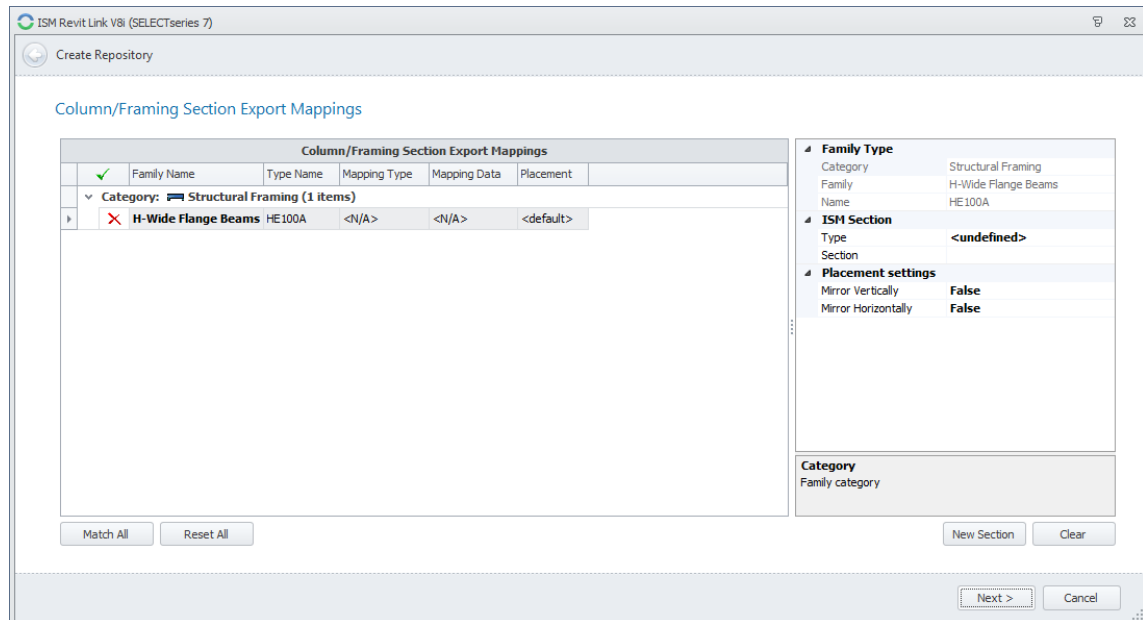 ISM Revit Link V8i (SELECTseries 7)
Create Repository
Column/Framing Section Export Mappings
Column/Framing Section Export Mappings
Family Name Type Name Mapping Type Mapping Data Placement
Category: Structural Framing (1 items)
H-Wide Flange Beams HE100A <N/A> <N/A> <default>
Family Type
Category Structural Framing
Family H-Wide Flange Beams
Name HE100A
ISM Section
Type <undefined>
Section
Placement settings
Mirror Vertically False
Mirror Horizontally False
Category
Family category
Match All Reset All New Section Clear
Next > Cancel